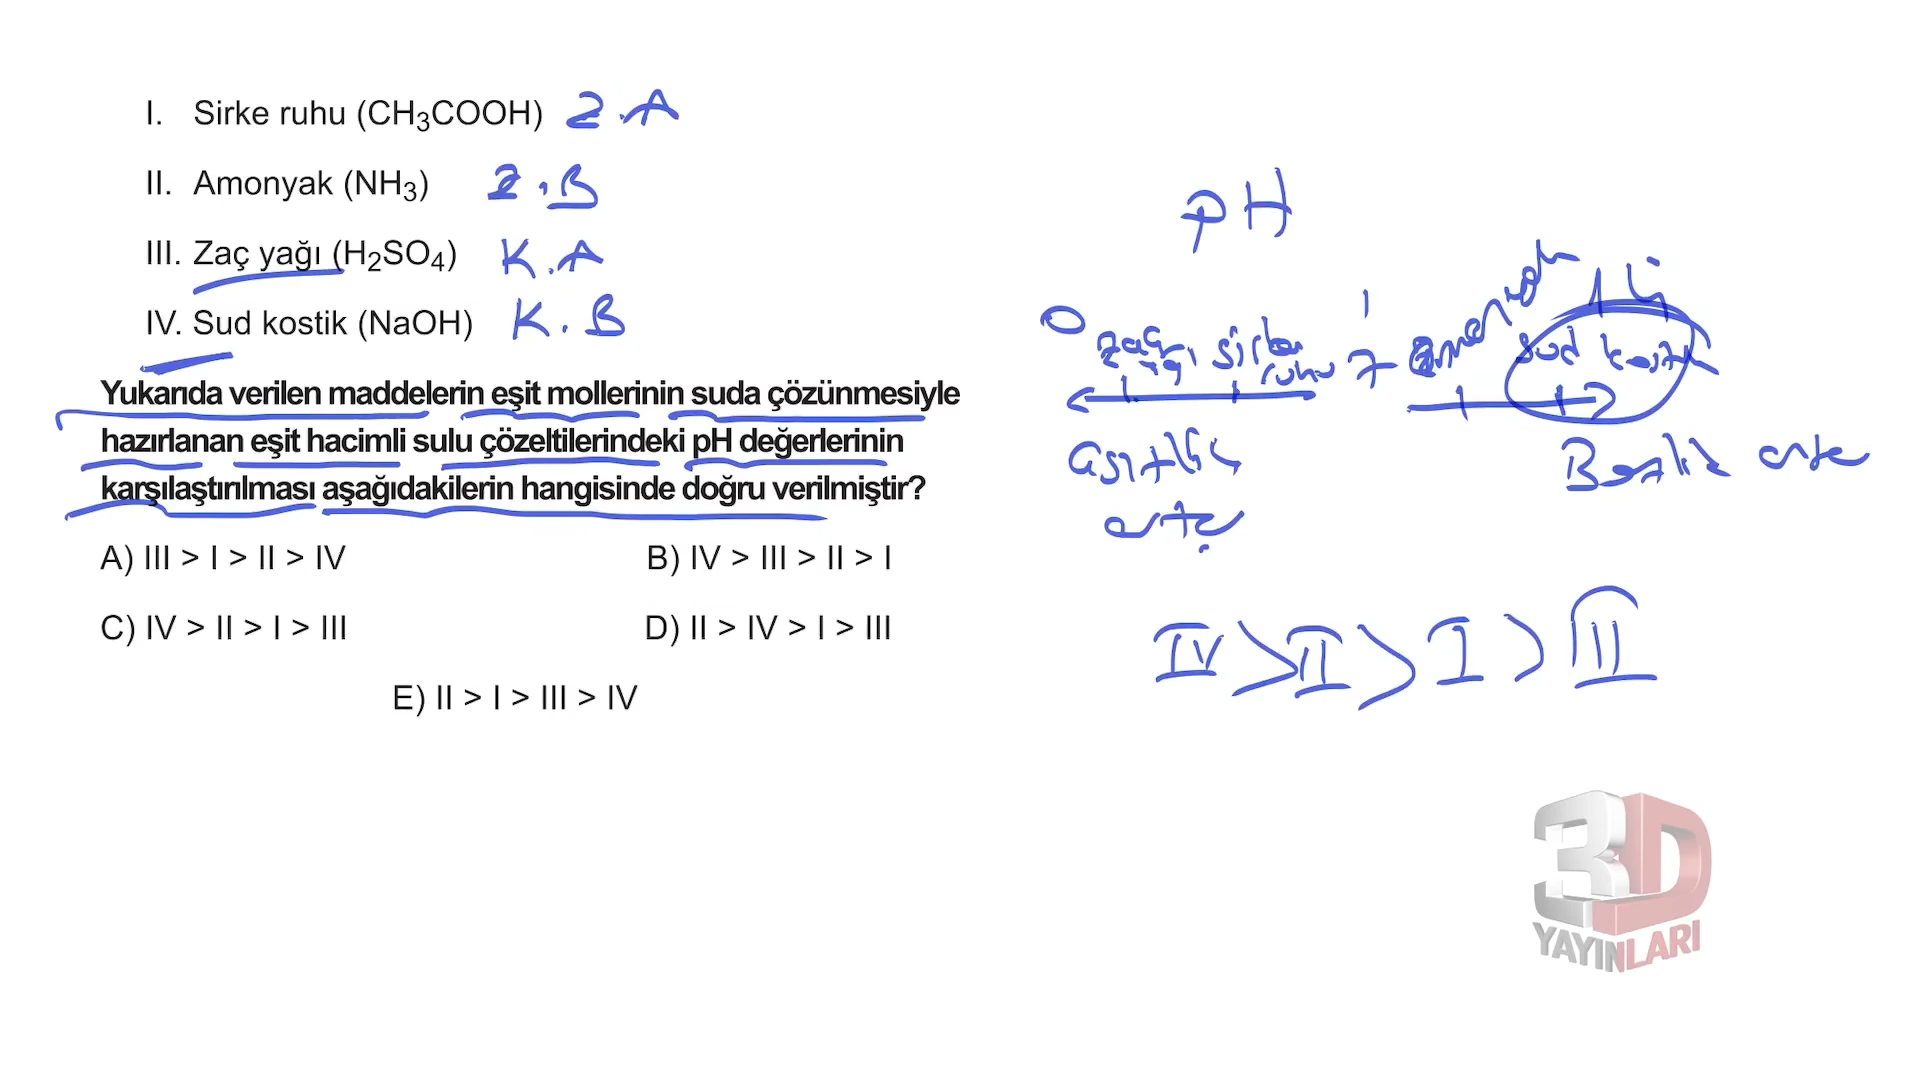 I. Sirke ruhu (CH₃COOH) Z.A
II. Amonyak (NH₃) Z.B
III. Zaç yağı (H₂SO₄) K.A
IV. Sud kostik (NaOH) K.B
Yukarıda verilen maddelerin eşit mollerinin suda çözünmesiyle
hazırlanan eşit hacimli sulu çözeltilerindeki pH değerlerinin
karşılaştırılması aşağıdakilerin hangisinde doğru verilmiştir?
A) III > I > II > IV
B) IV > III > II > I
C) IV > II > I > III
D) II > IV > I > III
E) II > I > III > IV
pH
0 zaç yağı sirke ruhu 7 amonyak sud kostik 14
asitlik artar
Bazlık artar
IV > II > I > III
3D
YAYINLARI